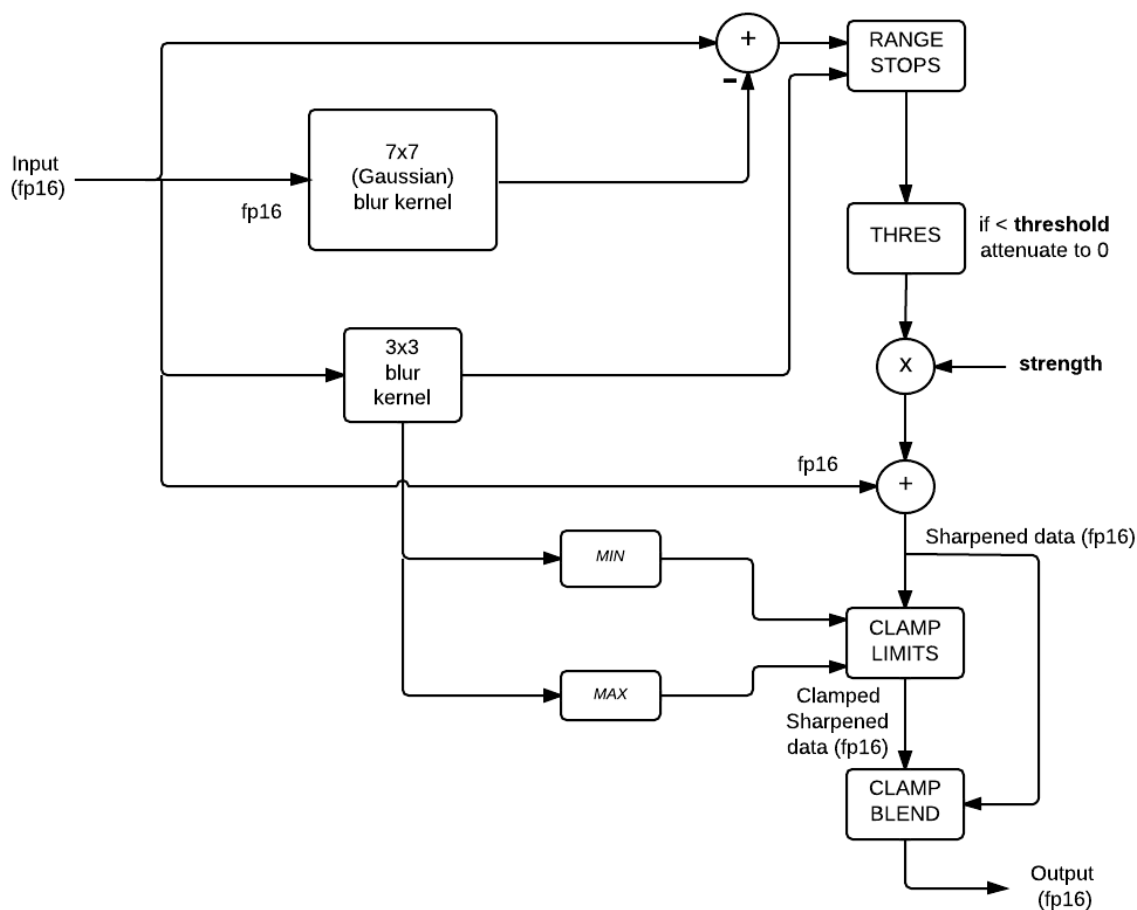 +
-
RANGE
STOPS
7x7
(Gaussian)
blur kernel
Input
(fp16)
fp16
THRES
if < threshold
attenuate to 0
3x3
blur
kernel
x
strength
fp16
+
Sharpened data (fp16)
MIN
CLAMP
LIMITS
MAX
Clamped
Sharpened
data (fp16)
CLAMP
BLEND
Output
(fp16)